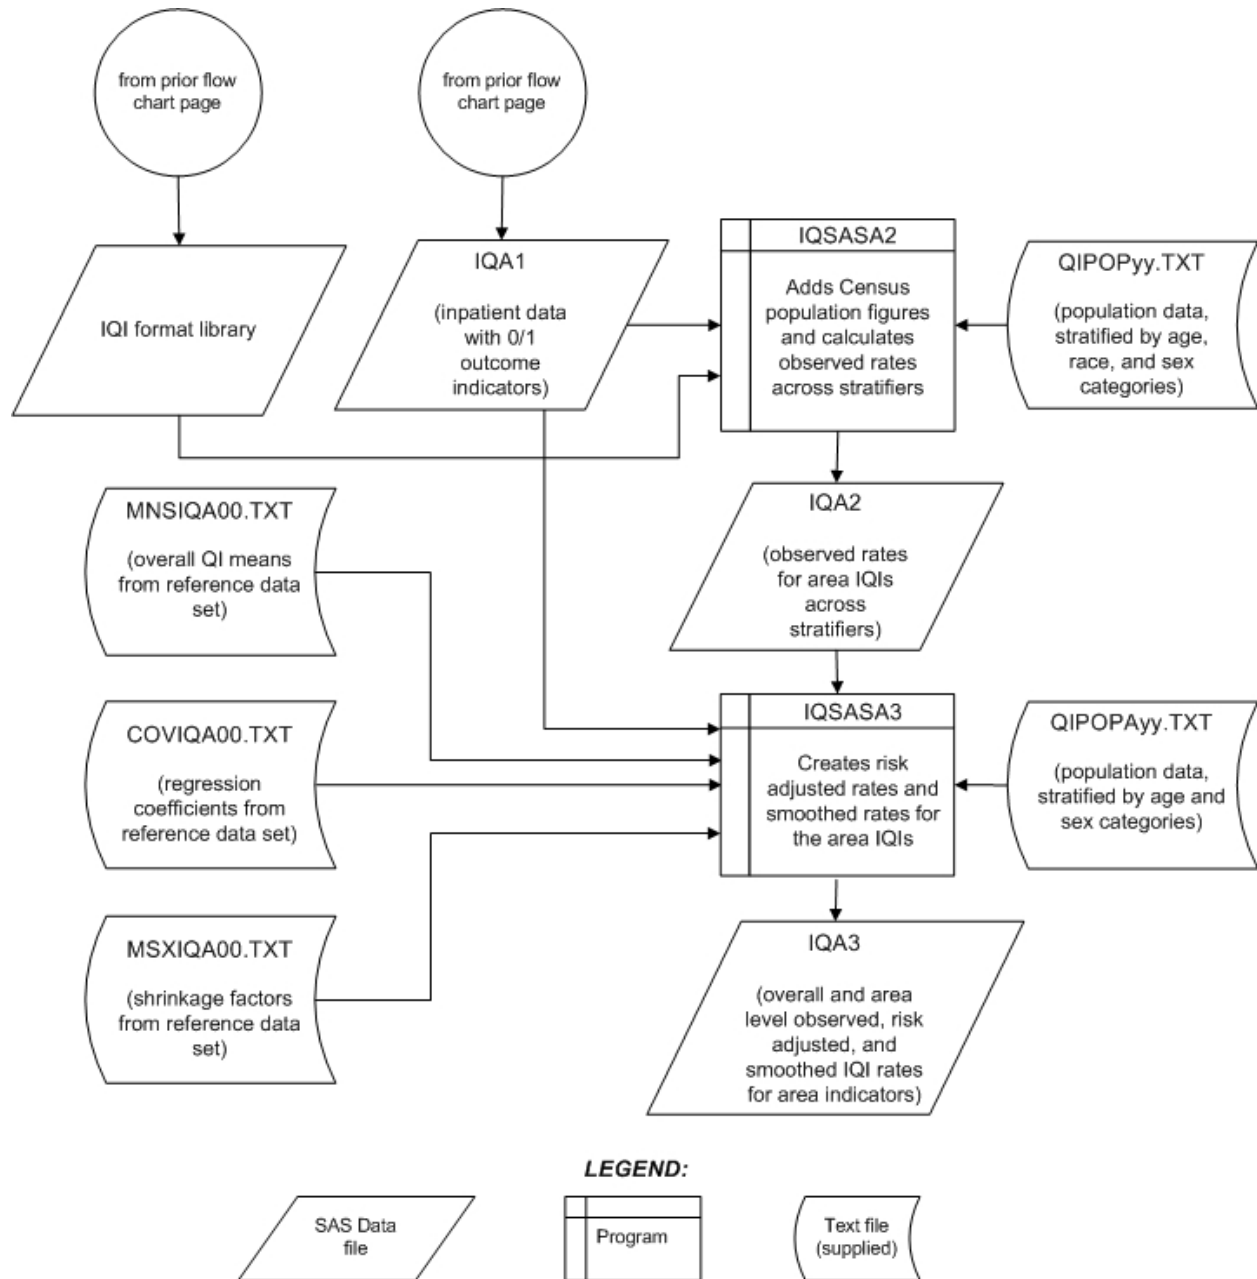 from prior flow
chart page
from prior flow
chart page
IQI format library
IQA1
(inpatient data
with 0/1
outcome
indicators)
IQSASA2
Adds Census
population figures
and calculates
observed rates
across stratifiers
QIPOPyy.TXT
(population data,
stratified by age,
race, and sex
categories)
MNSIQA00.TXT
(overall QI means
from reference data
set)
IQA2
(observed rates
for area IQIs
across
stratifiers)
COVIQA00.TXT
(regression
coefficients from
reference data set)
IQSASA3
Creates risk
adjusted rates and
smoothed rates for
the area IQIs
QIPOPAyy.TXT
(population data,
stratified by age and
sex categories)
MSXIQA00.TXT
(shrinkage factors
from reference data
set)
IQA3
(overall and area
level observed, risk
adjusted, and
smoothed IQI rates
for area indicators)
LEGEND:
SAS Data
file
Program
Text file
(supplied)